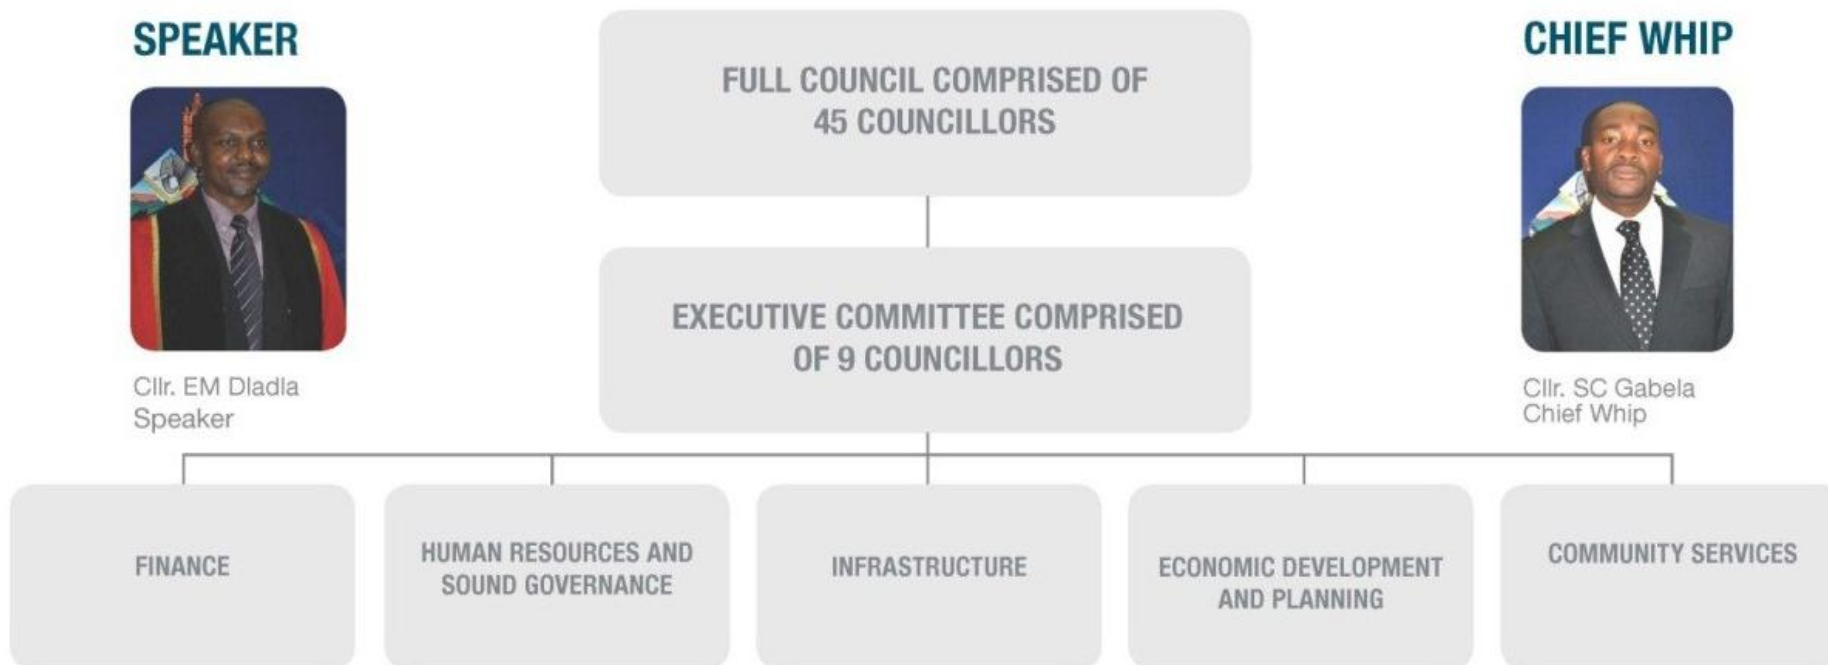 SPEAKER
Cllr. EM Dladla
Speaker
FULL COUNCIL COMPRISED OF
45 COUNCILLORS
CHIEF WHIP
Cllr. SC Gabela
Chief Whip
EXECUTIVE COMMITTEE COMPRISED
OF 9 COUNCILLORS
FINANCE
HUMAN RESOURCES AND
SOUND GOVERNANCE
INFRASTRUCTURE
ECONOMIC DEVELOPMENT
AND PLANNING
COMMUNITY SERVICES